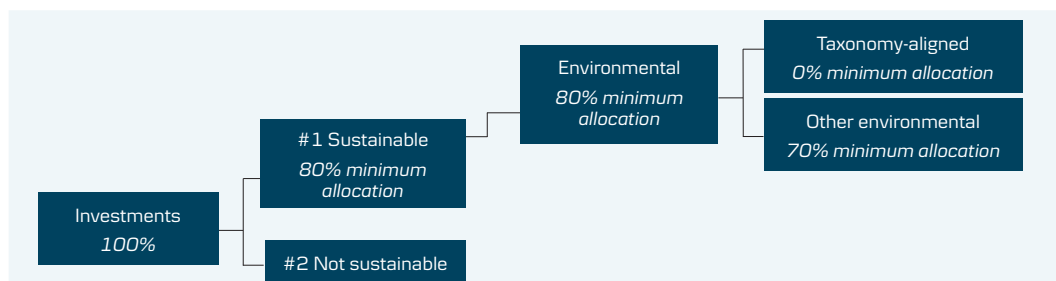 Taxonomy-aligned
0% minimum allocation
Environmental
80% minimum
allocation
Other environmental
70% minimum allocation
#1 Sustainable
80% minimum
allocation
Investments
100%
#2 Not sustainable